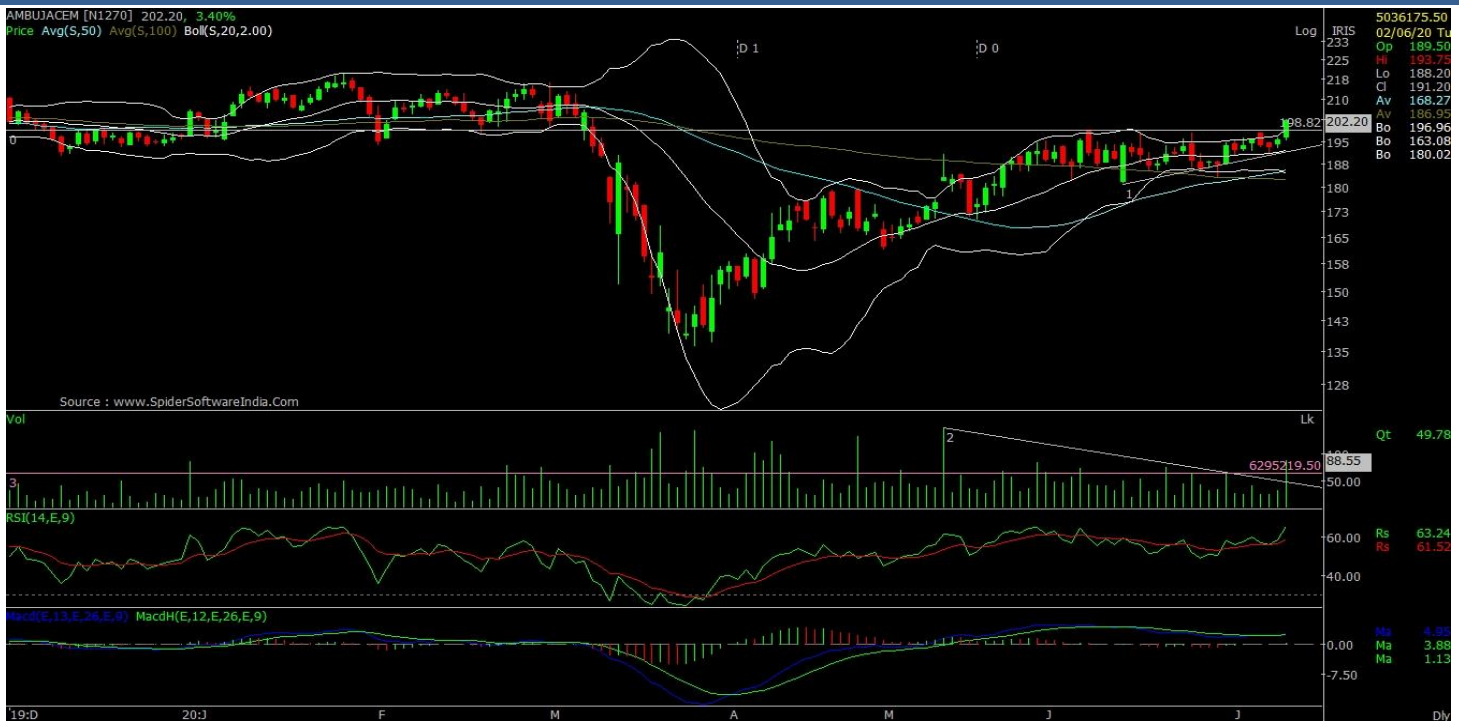 AMBUJACEM [N1270] 202.20, 3.40%
Price Avg(S,50) Avg(S,100) Boll(S,20,2.00)
Log
IRIS
D 1
D 0
233
225
218
210
198.82
202.20
195
188
180
173
165
158
150
143
135
128
0
1
5036175.50
02/06/20 Tu
Op 189.50
Hi 193.75
Lo 188.20
Cl 191.20
Av 168.27
Av 186.95
Bo 196.96
Bo 163.08
Bo 180.02
Source : www.SpiderSoftwareIndia.Com
Vol
Lk
2
3
6295219.50
88.55
50.00
Qt 49.78
RSI(14,E,9)
60.00
40.00
Rs 63.24
Rs 61.52
Macd(E,13,E,26,E,9) MacdH(E,12,E,26,E,9)
0.00
-7.50
Ma 4.95
Ma 3.88
Ma 1.13
'19:D 20:J F M A M J J Dly